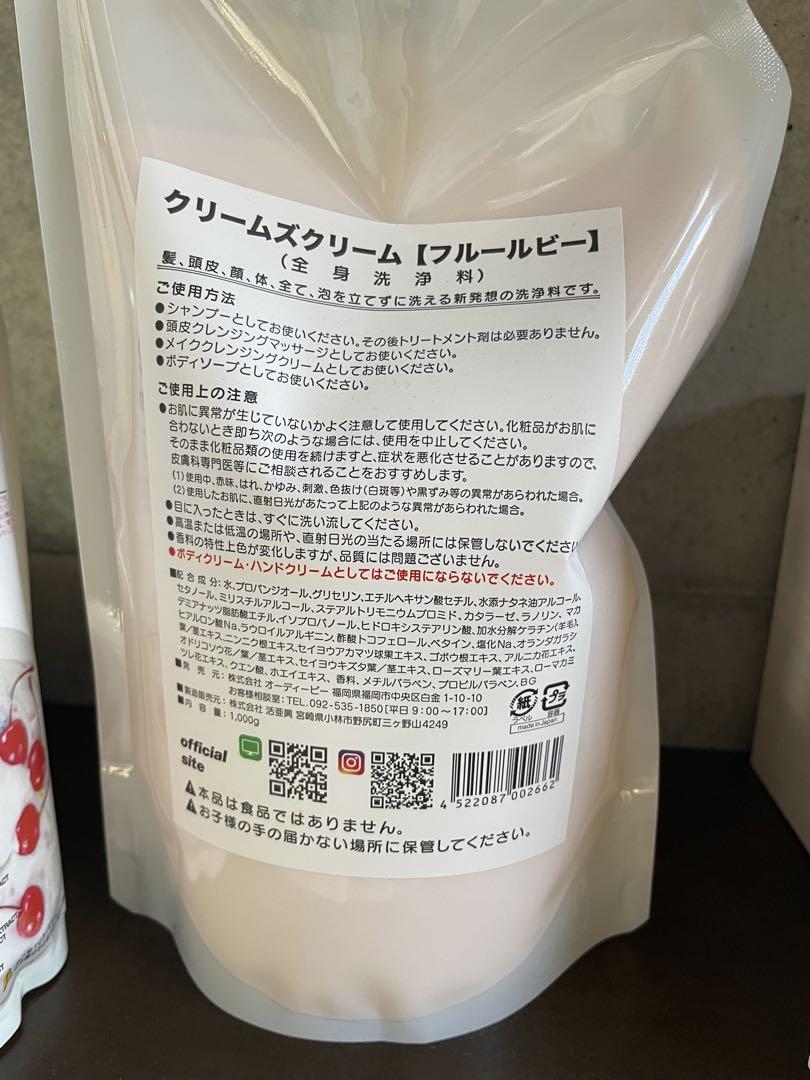 クリームズクリーム【フルールビー】
(全身洗浄料)
髪、頭皮、顔、体、全て、泡を立てずに洗える新発想の洗浄料です。
ご使用方法
●シャンプーとしてお使いください。その後トリートメント剤は必要ありません。
●頭皮クレンジングマッサージとしてお使いください。
●メイククレンジングクリームとしてお使いください。
●ボディソープとしてお使いください。
ご使用上の注意
●お肌に異常が生じていないかよく注意して使用してください。化粧品がお肌に
合わないとき即ち次のような場合には、使用を中止してください。
そのまま化粧品類の使用を続けますと、症状を悪化させることがありますので、
皮膚科専門医等にご相談されることをおすすめします。
(1)使用中、赤味、はれ、かゆみ、刺激、色抜け(白斑等)や黒ずみ等の異常があらわれた場合。
(2)使用したお肌に、直射日光があたって上記のような異常があらわれた場合。
●目に入ったときは、すぐに洗い流してください。
●高温または低温の場所や、直射日光の当たる場所には保管しないでください
●香料の特性上色が変化しますが、品質には問題ございません。
●ボディクリーム・ハンドクリームとしてはご使用にならないでください。
■配合成分:水、プロパンジオール、グリセリン、エチルヘキサン酸セチル、水添ナタネ油アルコール、
セタノール、ミリスチルアルコール、ステアルトリモニウムブロミド、カタラーゼ、ラノリン、マカ
デミアナッツ脂肪酸エチル、イソプロパノール、ヒドロキシステアリン酸、加水分解ケラチン(羊毛)、
ヒアルロン酸Na、ラウロイルアルギニン、酢酸トコフェロール、ベタイン、塩化Na、オランダガラシ
葉/茎エキス、ニンニク根エキス、セイヨウアカマツ球果エキス、ゴボウ根エキス、アルニカ花エキス、
オドリコソウ花/葉/茎エキス、セイヨウキズタ葉/茎エキス、ローズマリー葉エキス、ローマカミ
ツレ花エキス、クエン酸、ホエイエキス、香料、メチルパラベン、プロピルパラベン、BG
■発売元:株式会社 オーディーピー 福岡県福岡市中央区白金 1-10-10
お客様相談室:TEL.092-535-1850[平日 9:00〜17:00]
■製造販売元:株式会社 活亜興 宮崎県小林市野尻町三ヶ野山4249
■内容量:1,000g
紙
ラベル
プラ
容器
made in Japan
official
site
4 522087 002662
⚠本品は食品ではありません。
⚠お子様の手の届かない場所に保管してください。